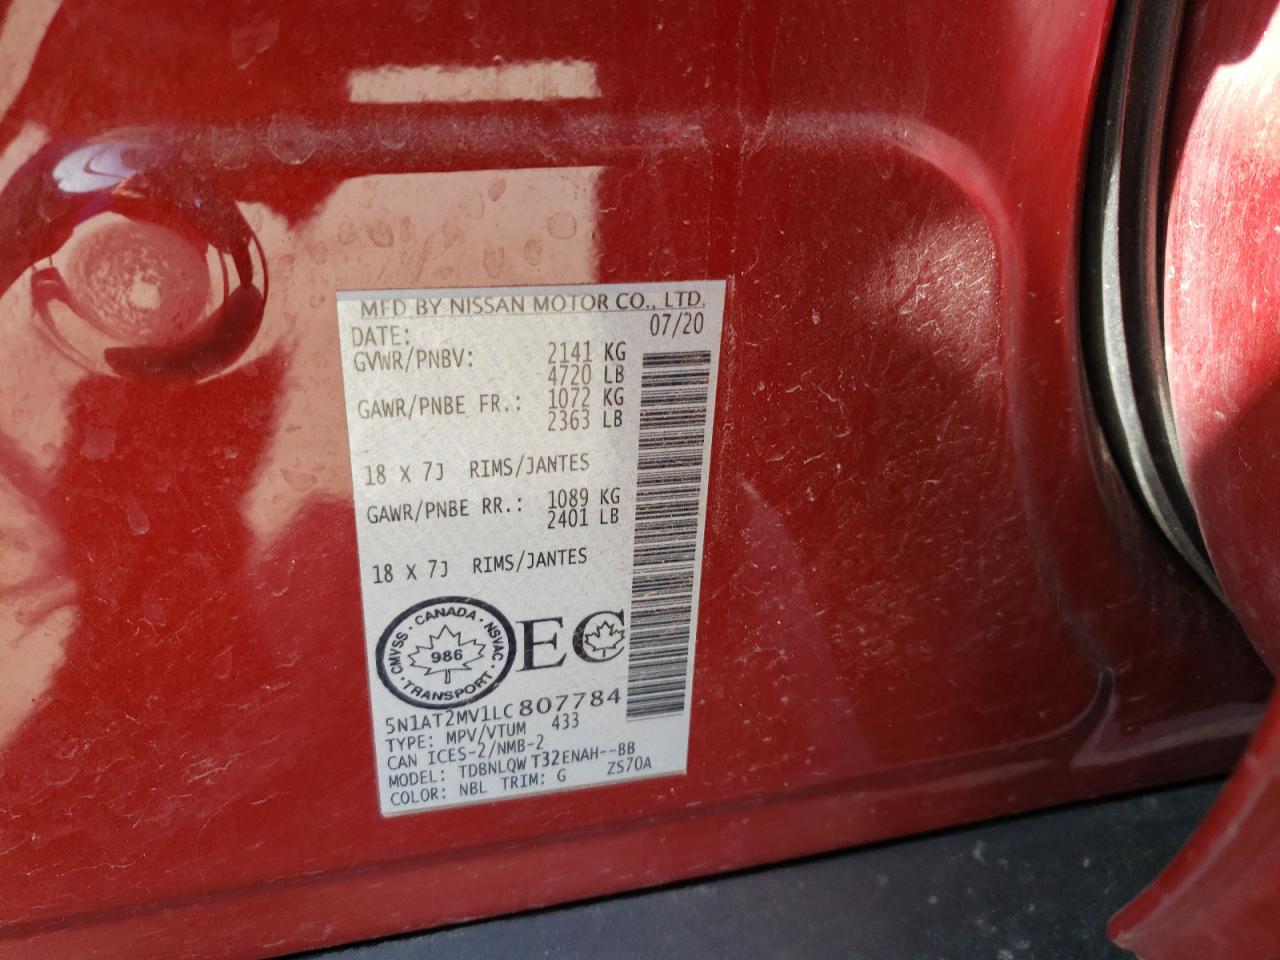 MFD BY NISSAN MOTOR CO., LTD.
DATE: 07/20
GVWR/PNBV: 2141 KG
4720 LB
GAWR/PNBE FR.: 1072 KG
2363 LB
18 X 7J RIMS/JANTES
GAWR/PNBE RR.: 1089 KG
2401 LB
18 X 7J RIMS/JANTES
CMVSS · CANADA · NSVAC · TRANSPORT ·
986
EC
5N1AT2MV1LC807784
TYPE: MPV/VTUM 433
CAN ICES-2/NMB-2
MODEL: TDBNLQW T32ENAH--BB
COLOR: NBL TRIM: G ZS70A